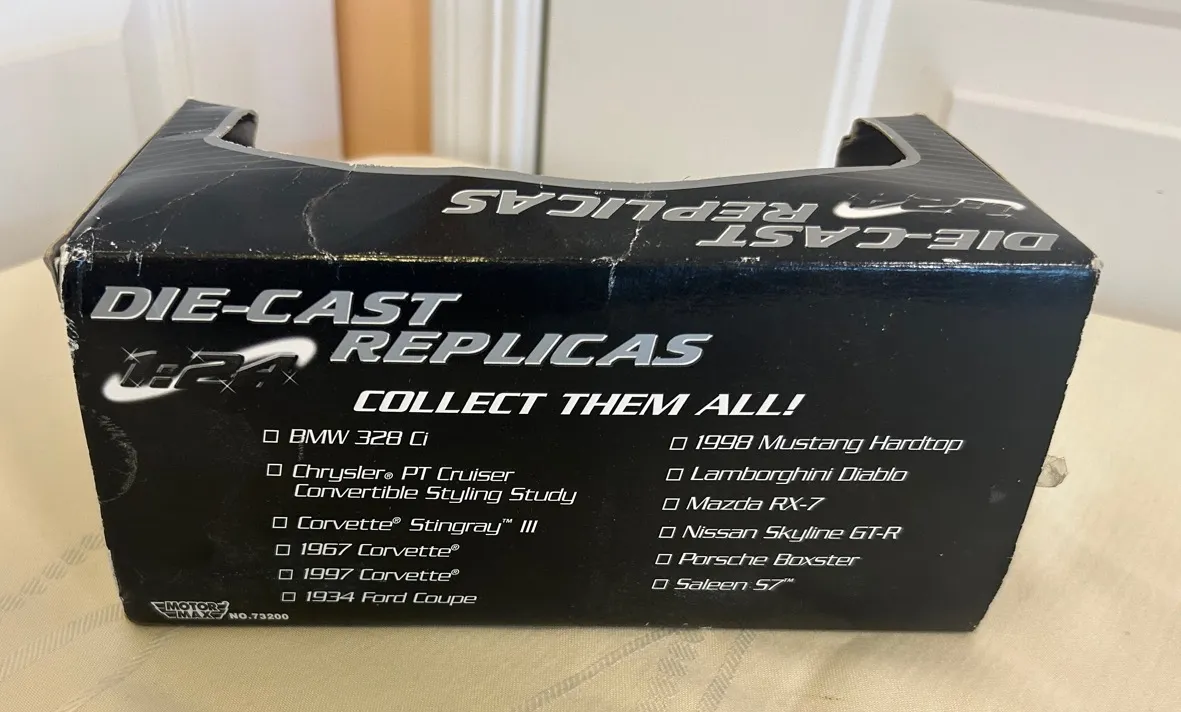 DIE-CAST
REPLICAS
1:24
DIE-CAST
REPLICAS
1:24
COLLECT THEM ALL!
BMW 328 Ci
Chrysler® PT Cruiser
Convertible Styling Study
Corvette® Stingray™ III
1967 Corvette®
1997 Corvette®
1934 Ford Coupe
1998 Mustang Hardtop
Lamborghini Diablo
Mazda RX-7
Nissan Skyline GT-R
Porsche Boxster
Saleen S7™
MOTOR
MAX NO.73200